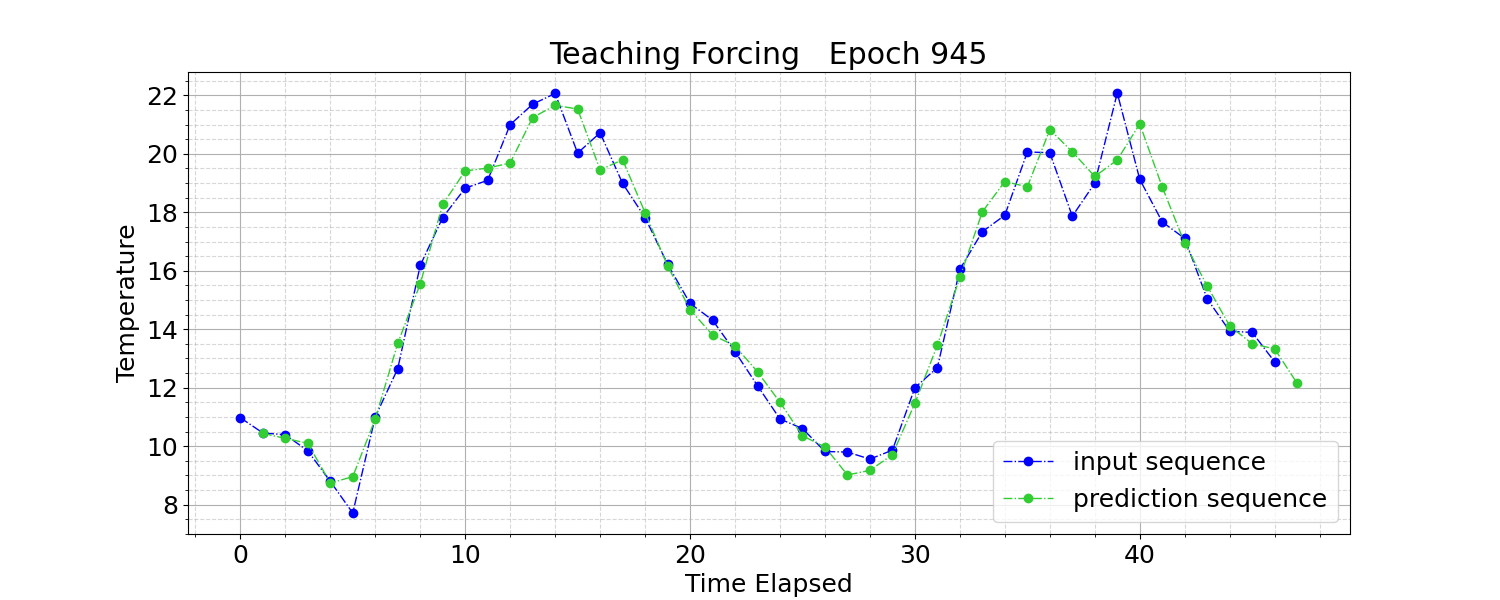 Teaching Forcing   Epoch 945
Temperature
22
20
18
16
14
12
10
8
input sequence
prediction sequence
0 10 20 30 40
Time Elapsed